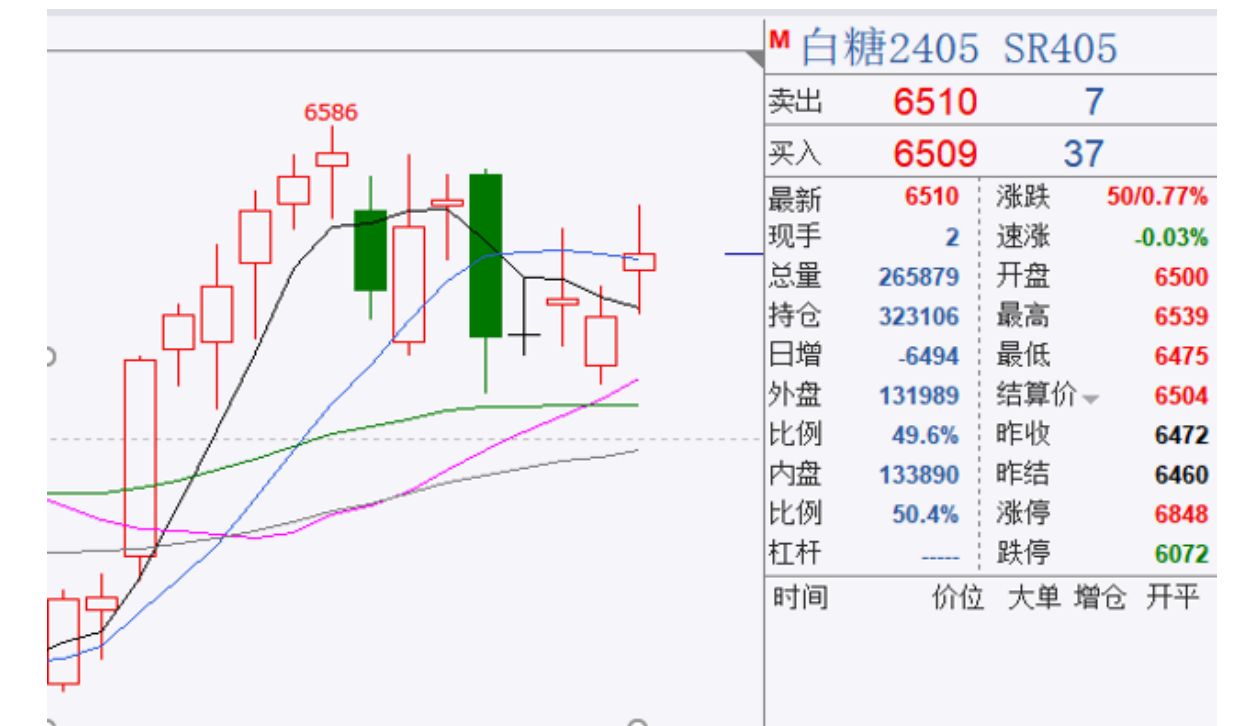 M 白糖2405 SR405
6586
卖出 6510 7
买入 6509 37
最新 6510 涨跌 50/0.77%
现手 2 速涨 -0.03%
总量 265879 开盘 6500
持仓 323106 最高 6539
日增 -6494 最低 6475
外盘 131989 结算价 6504
比例 49.6% 昨收 6472
内盘 133890 昨结 6460
比例 50.4% 涨停 6848
杠杆 ----- 跌停 6072
时间 价位 大单 增仓 开平